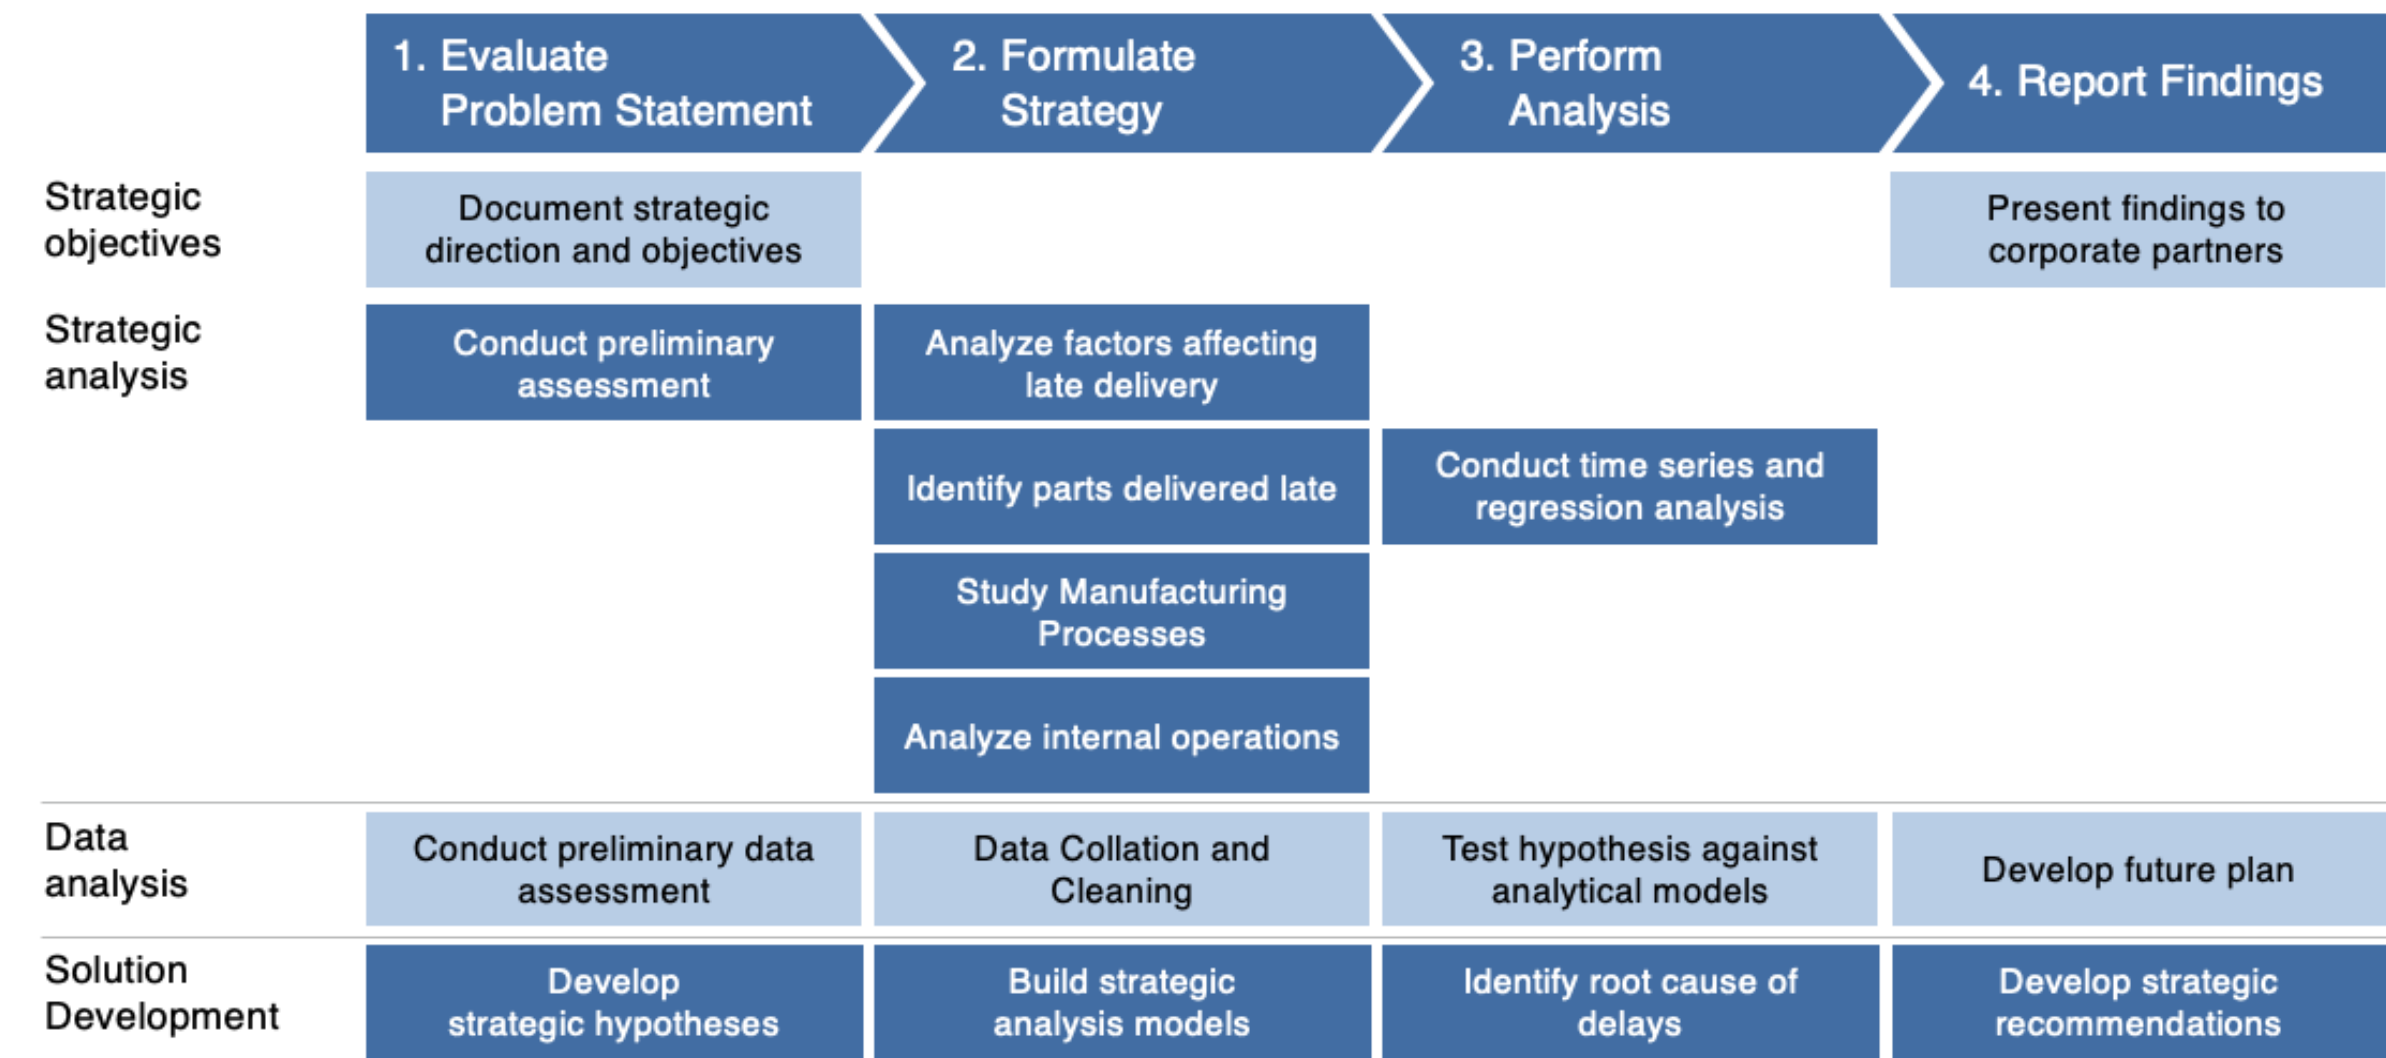 1. Evaluate
Problem Statement
2. Formulate
Strategy
3. Perform
Analysis
4. Report Findings
Strategic
objectives
Document strategic
direction and objectives
Present findings to
corporate partners
Strategic
analysis
Conduct preliminary
assessment
Analyze factors affecting
late delivery
Identify parts delivered late
Conduct time series and
regression analysis
Study Manufacturing
Processes
Analyze internal operations
Data
analysis
Conduct preliminary data
assessment
Data Collation and
Cleaning
Test hypothesis against
analytical models
Develop future plan
Solution
Development
Develop
strategic hypotheses
Build strategic
analysis models
Identify root cause of
delays
Develop strategic
recommendations